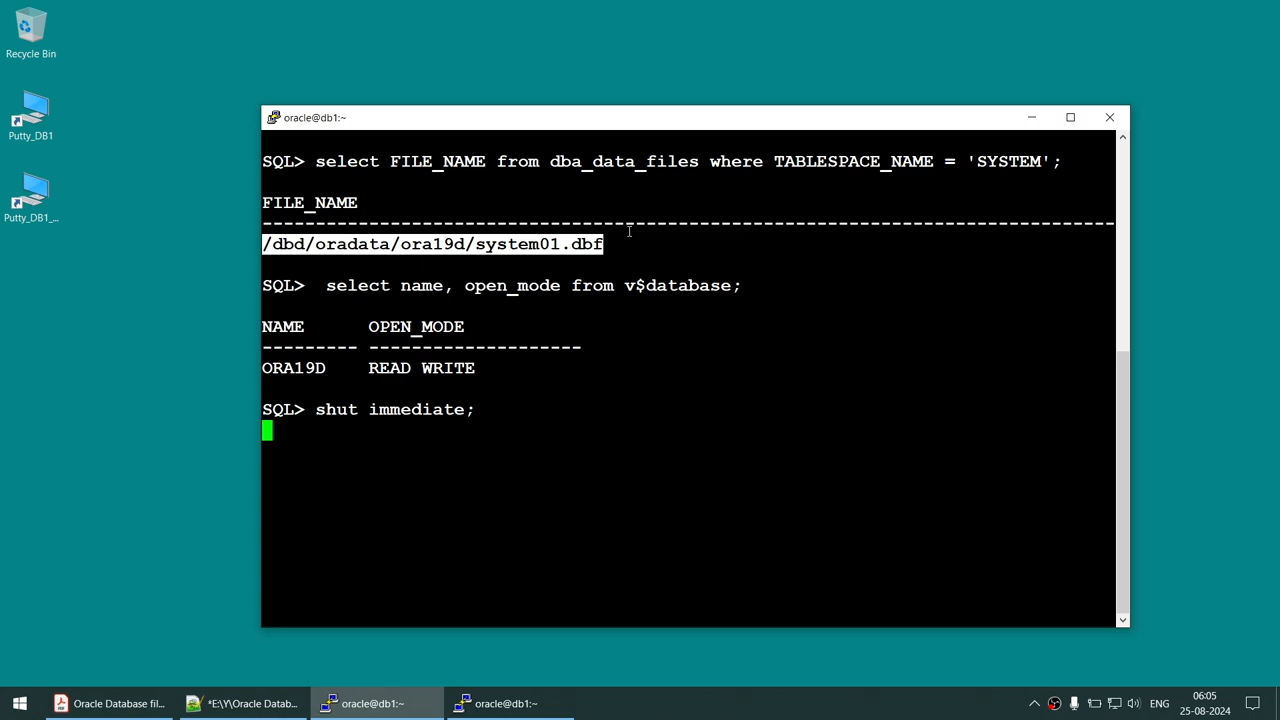 Recycle Bin
Putty_DB1
Putty_DB1_...
oracle@db1:~
SQL> select FILE_NAME from dba_data_files where TABLESPACE_NAME = 'SYSTEM';
FILE_NAME
--------------------------------------------------------------------------------
/dbd/oradata/ora19d/system01.dbf
SQL>  select name, open_mode from v$database;
NAME      OPEN_MODE
--------- --------------------
ORA19D    READ WRITE
SQL> shut immediate;
Oracle Database fil...
*E:\Y\Oracle Datab...
oracle@db1:~
oracle@db1:~
ENG
06:05
25-08-2024